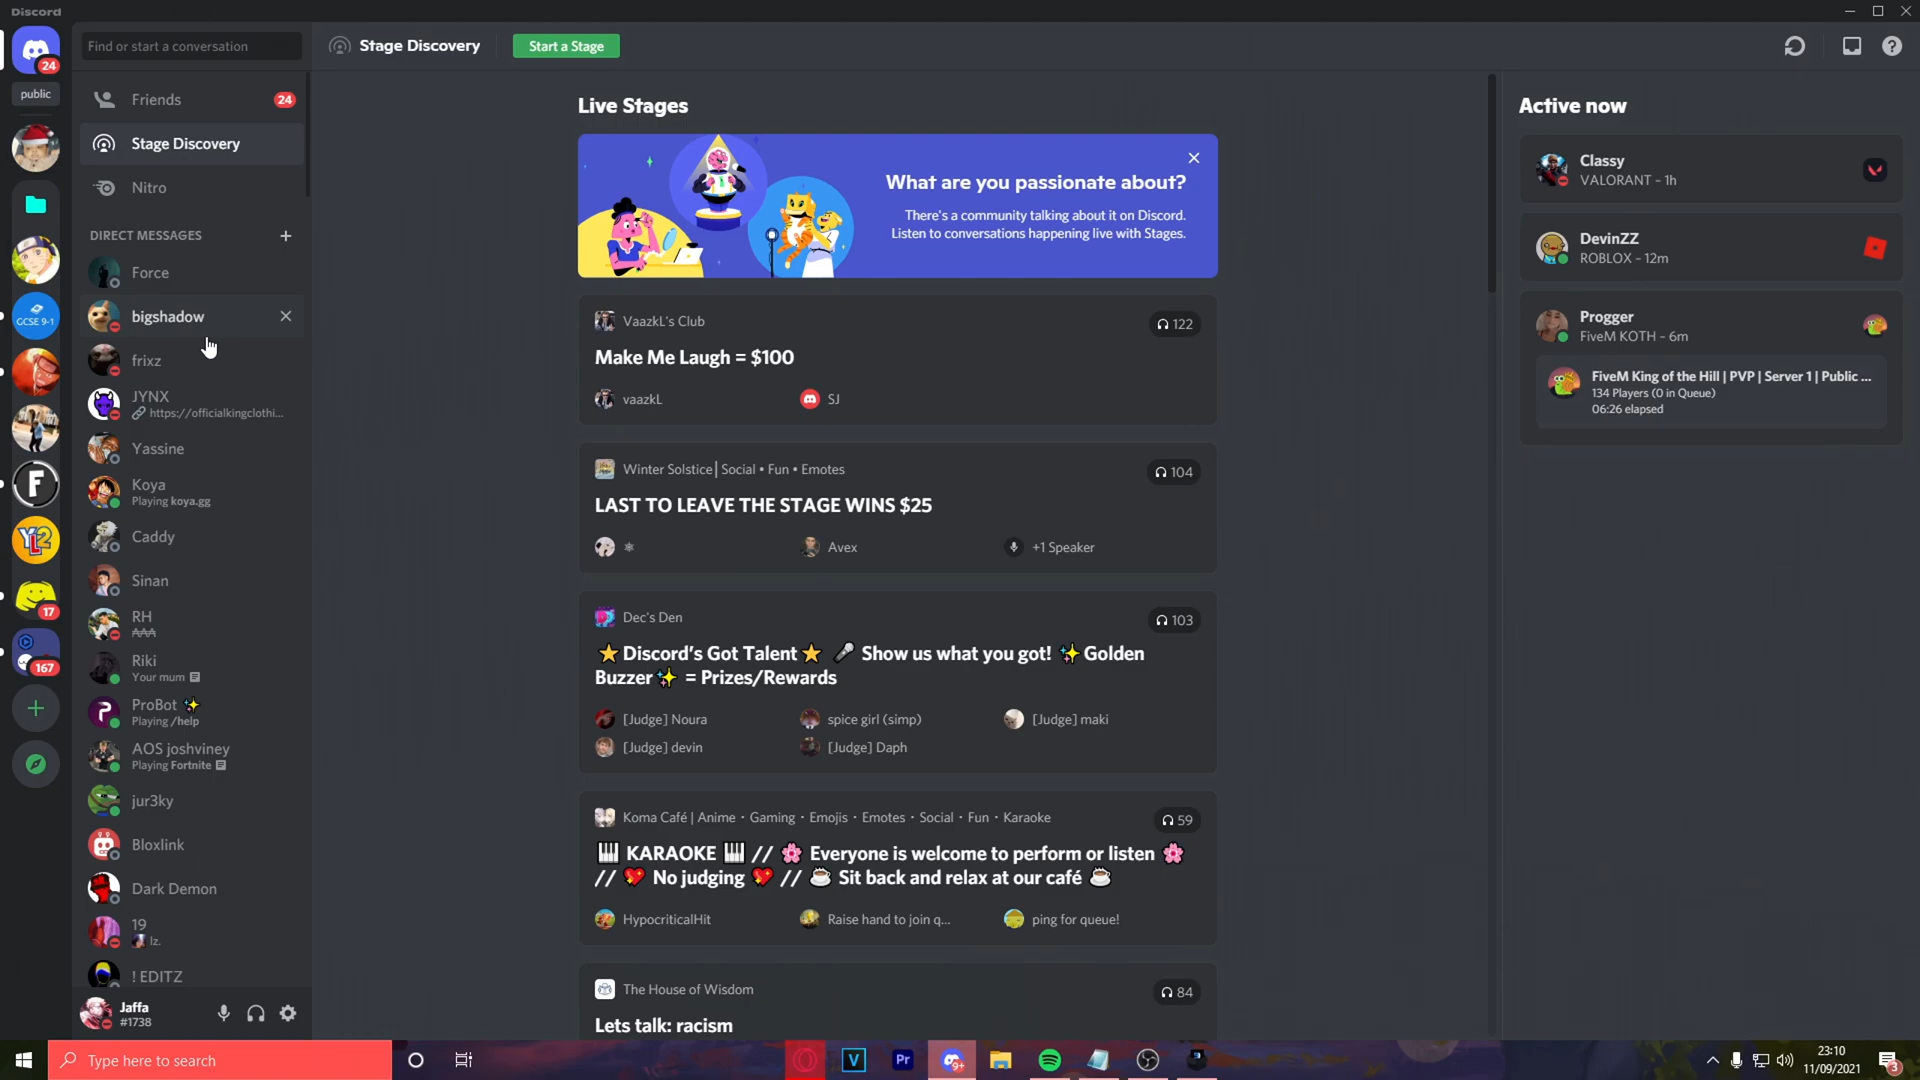 Discord
Find or start a conversation
Stage Discovery
Start a Stage
24
public
Friends
24
Stage Discovery
Nitro
DIRECT MESSAGES
Force
bigshadow
frixz
JYNX
https://officialkingclothi...
Yassine
Koya
Playing koya.gg
Caddy
Sinan
RH
Riki
Your mum
ProBot ✨
Playing /help
AOS joshviney
Playing Fortnite
jur3ky
Bloxlink
Dark Demon
19
lz.
! EDITZ
Jaffa
#1738
GCSE 9-1
F
YL2
17
167
Live Stages
What are you passionate about?
There's a community talking about it on Discord.
Listen to conversations happening live with Stages.
VaazkL's Club
122
Make Me Laugh = $100
vaazkL
SJ
Winter Solstice | Social • Fun • Emotes
104
LAST TO LEAVE THE STAGE WINS $25
Avex
+1 Speaker
Dec's Den
103
⭐Discord's Got Talent⭐ 🎤 Show us what you got! ✨Golden
Buzzer✨ = Prizes/Rewards
[Judge] Noura
spice girl (simp)
[Judge] maki
[Judge] devin
[Judge] Daph
Koma Café | Anime · Gaming · Emojis · Emotes · Social · Fun · Karaoke
59
🎹 KARAOKE 🎹 // 🌸 Everyone is welcome to perform or listen 🌸
// 💖 No judging 💖 // ☕ Sit back and relax at our café ☕
HypocriticalHit
Raise hand to join q...
ping for queue!
The House of Wisdom
84
Lets talk: racism
Active now
Classy
VALORANT - 1h
DevinZZ
ROBLOX - 12m
Progger
FiveM KOTH - 6m
FiveM King of the Hill | PVP | Server 1 | Public ...
134 Players (0 in Queue)
06:26 elapsed
Type here to search
V
Pr
9+
23:10
11/09/2021
3